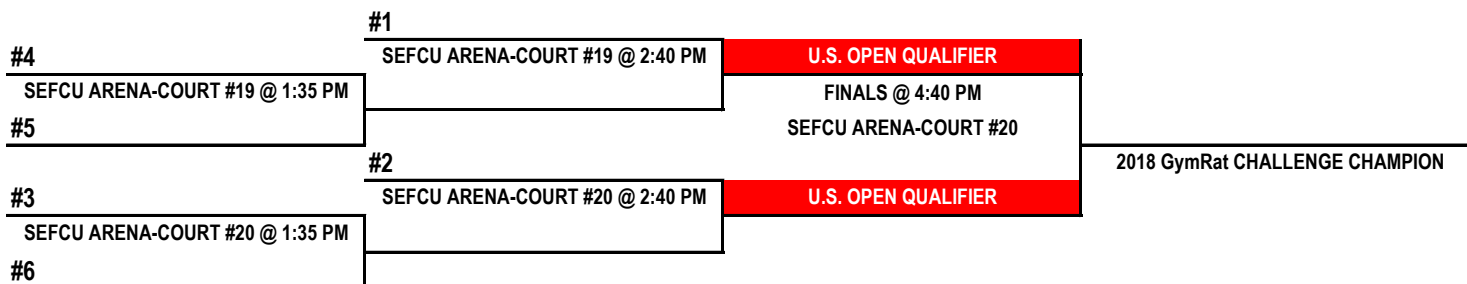 #1
#4
SEFCU ARENA-COURT #19 @ 2:40 PM
U.S. OPEN QUALIFIER
SEFCU ARENA-COURT #19 @ 1:35 PM
FINALS @ 4:40 PM
#5
SEFCU ARENA-COURT #20
#2
2018 GymRat CHALLENGE CHAMPION
#3
SEFCU ARENA-COURT #20 @ 2:40 PM
U.S. OPEN QUALIFIER
SEFCU ARENA-COURT #20 @ 1:35 PM
#6